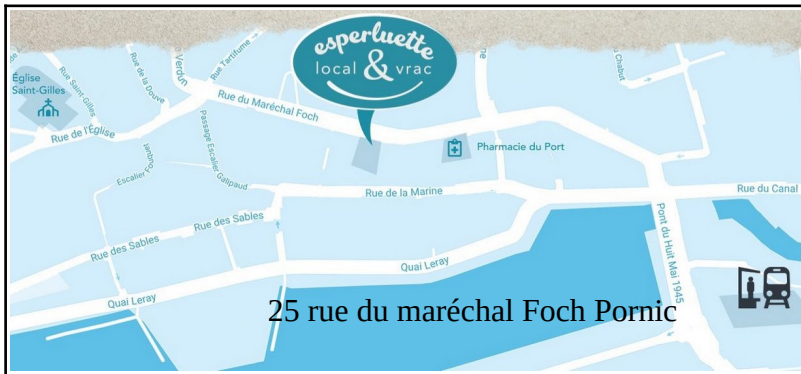 esperluette
local & vrac
Église
Saint-Gilles
Rue Saint-Gilles
Rue de la Douve
Verdun
Rue Tartifume
Rue du Maréchal Foch
Rue de l'Église
Passage Escalier Galipaud
Escalier Fouquet
Pharmacie du Port
Rue de la Marine
Rue du Canal
Rue des Sables
Rue des Sables
Quai Leray
Quai Leray
Pont du Huit Mai 1945
25 rue du maréchal Foch Pornic